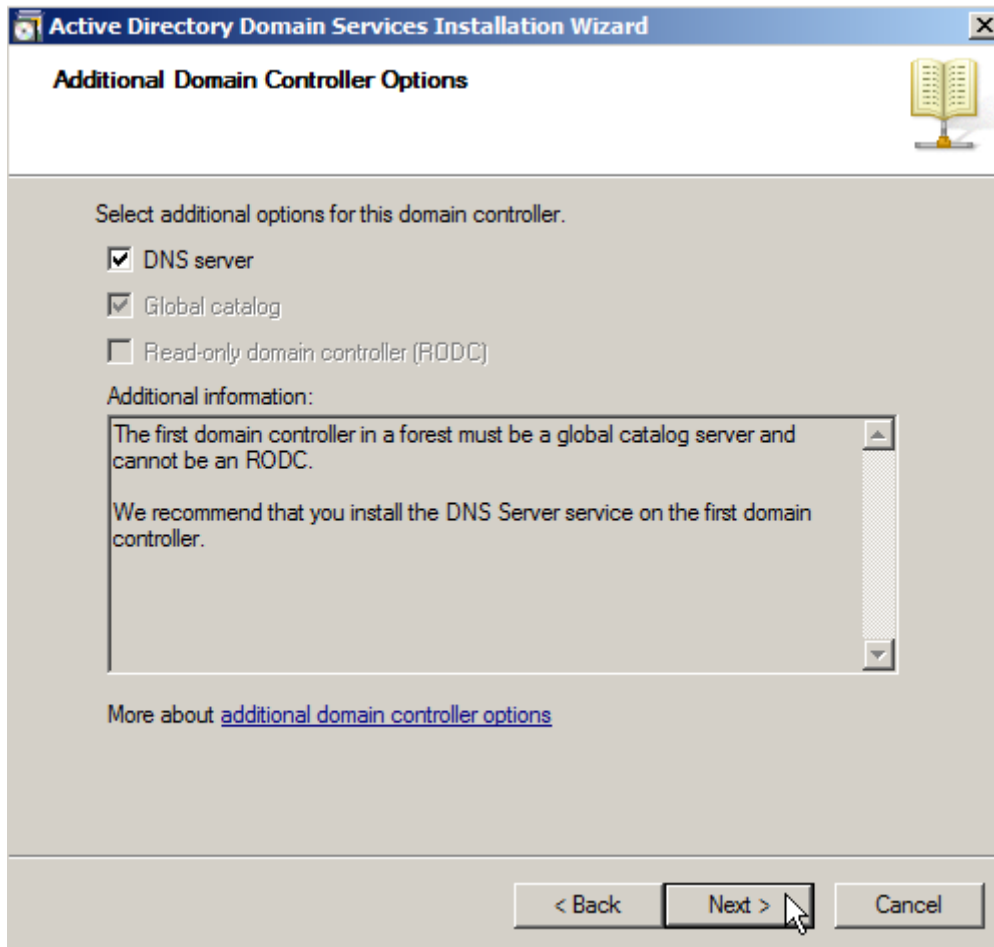 Active Directory Domain Services Installation Wizard
Additional Domain Controller Options
Select additional options for this domain controller.
DNS server
Global catalog
Read-only domain controller (RODC)
Additional information:
The first domain controller in a forest must be a global catalog server and
cannot be an RODC.
We recommend that you install the DNS Server service on the first domain
controller.
More about additional domain controller options
< Back
Next >
Cancel